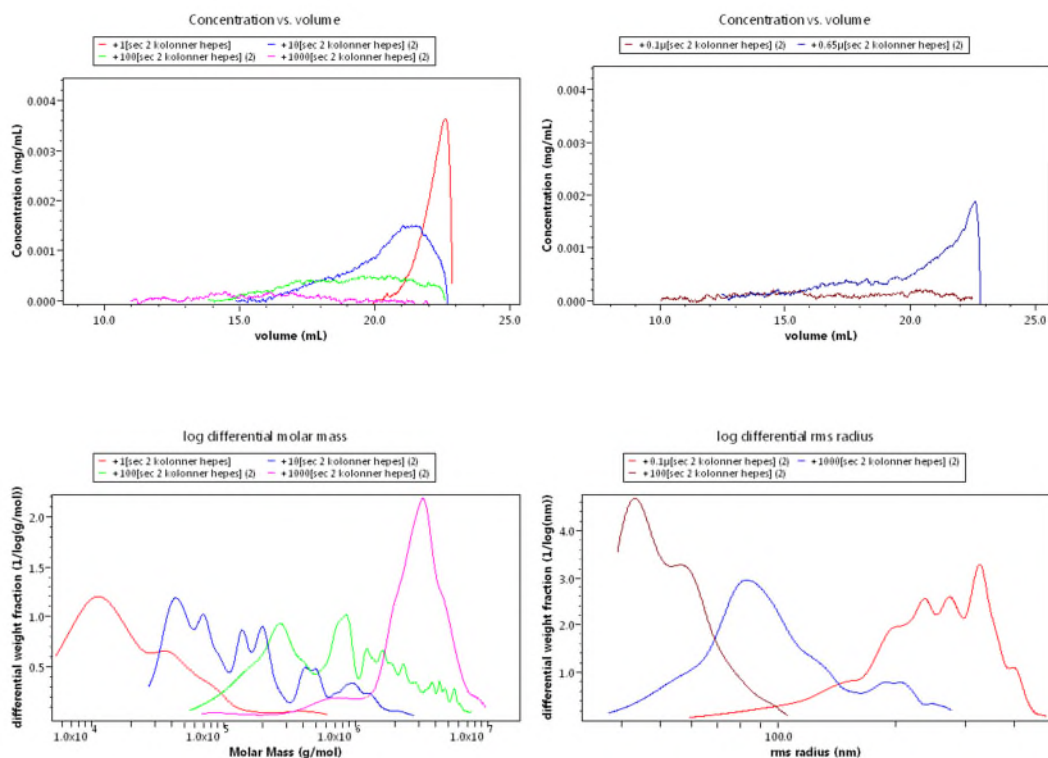 Concentration vs. volume
+1[sec 2 kolonner hepes] +10[sec 2 kolonner hepes] (2)
+100[sec 2 kolonner hepes] (2) +1000[sec 2 kolonner hepes] (2)
Concentration (mg/mL)
0.004
0.003
0.002
0.001
0.000
10.0 15.0 20.0 25.0
volume (mL)
Concentration vs. volume
+0.1μ[sec 2 kolonner hepes] (2) +0.65μ[sec 2 kolonner hepes] (2)
Concentration (mg/mL)
0.004
0.003
0.002
0.001
0.000
10.0 15.0 20.0 25.0
volume (mL)
log differential molar mass
+1[sec 2 kolonner hepes] +10[sec 2 kolonner hepes] (2)
+100[sec 2 kolonner hepes] (2) +1000[sec 2 kolonner hepes] (2)
differential weight fraction (1/log(g/mol))
2.0
1.5
1.0
0.5
1.0x10⁴ 1.0x10⁵ 1.0x10⁶ 1.0x10⁷
Molar Mass (g/mol)
log differential rms radius
+0.1μ[sec 2 kolonner hepes] (2) +1000[sec 2 kolonner hepes] (2)
+100[sec 2 kolonner hepes] (2)
differential weight fraction (1/log(nm))
4.0
3.0
2.0
1.0
100.0
rms radius (nm)